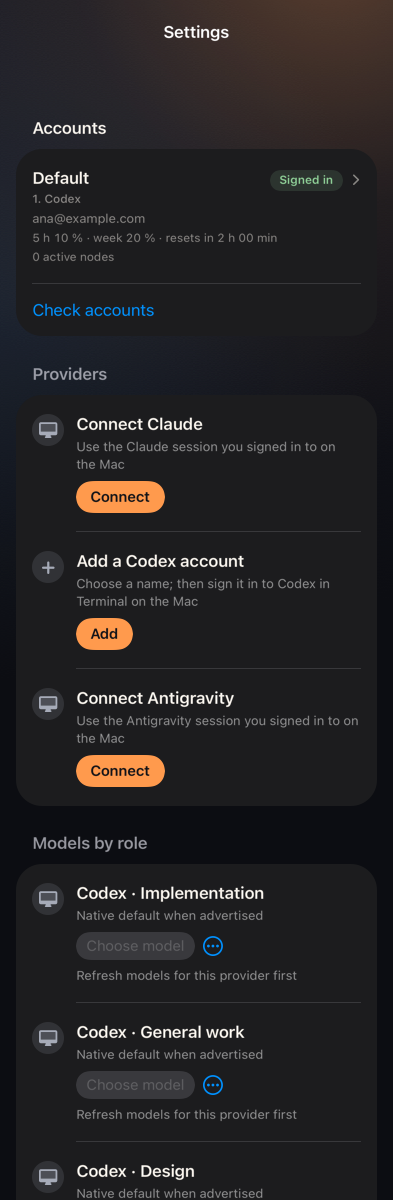 Settings
Accounts
Default
Signed in
1. Codex
ana@example.com
5 h 10 % · week 20 % · resets in 2 h 00 min
0 active nodes
Check accounts
Providers
Connect Claude
Use the Claude session you signed in to on
the Mac
Connect
Add a Codex account
Choose a name; then sign it in to Codex in
Terminal on the Mac
Add
Connect Antigravity
Use the Antigravity session you signed in to on
the Mac
Connect
Models by role
Codex · Implementation
Native default when advertised
Choose model
Refresh models for this provider first
Codex · General work
Native default when advertised
Choose model
Refresh models for this provider first
Codex · Design
Native default when advertised